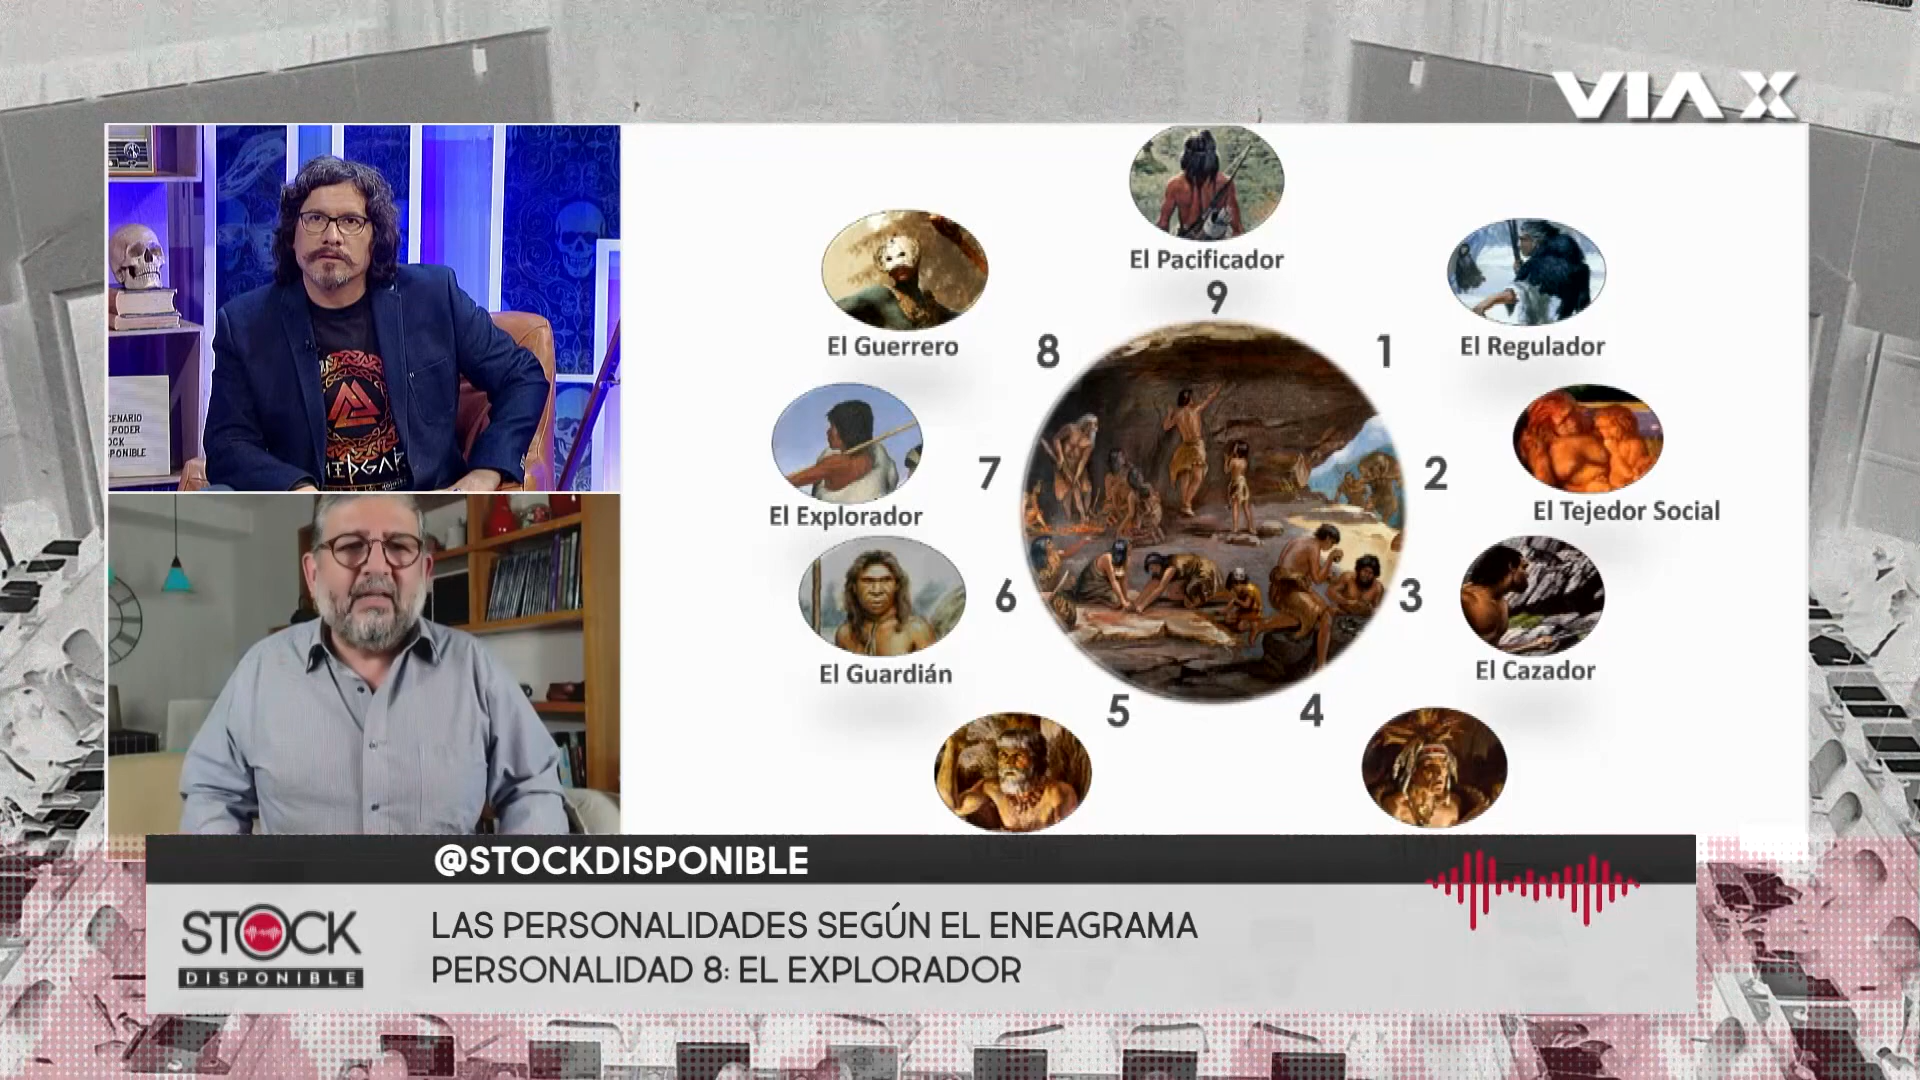 VIA X
El Pacificador
9
El Guerrero
8
1
El Regulador
El Explorador
7
2
El Tejedor Social
El Guardián
6
3
El Cazador
5
4
PODER
@STOCKDISPONIBLE
STOCK
DISPONIBLE
LAS PERSONALIDADES SEGÚN EL ENEAGRAMA
PERSONALIDAD 8: EL EXPLORADOR